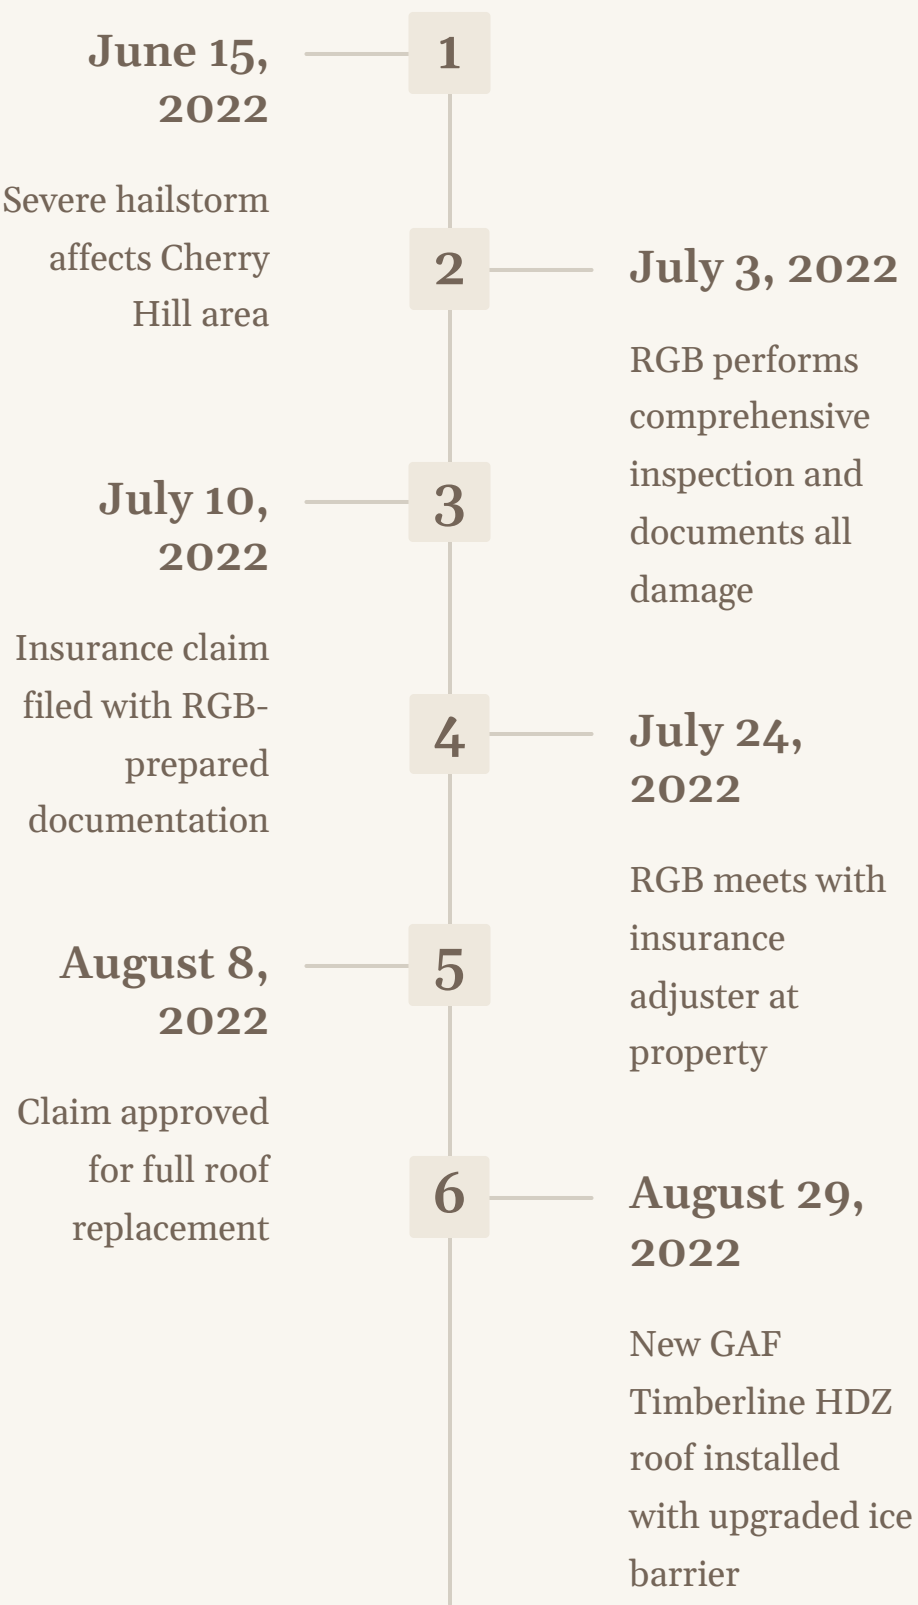 1
June 15,
2022
Severe hailstorm
affects Cherry
Hill area
2
July 3, 2022
RGB performs
comprehensive
inspection and
documents all
damage
3
July 10,
2022
Insurance claim
filed with RGB-
prepared
documentation
4
July 24,
2022
RGB meets with
insurance
adjuster at
property
5
August 8,
2022
Claim approved
for full roof
replacement
6
August 29,
2022
New GAF
Timberline HDZ
roof installed
with upgraded ice
barrier